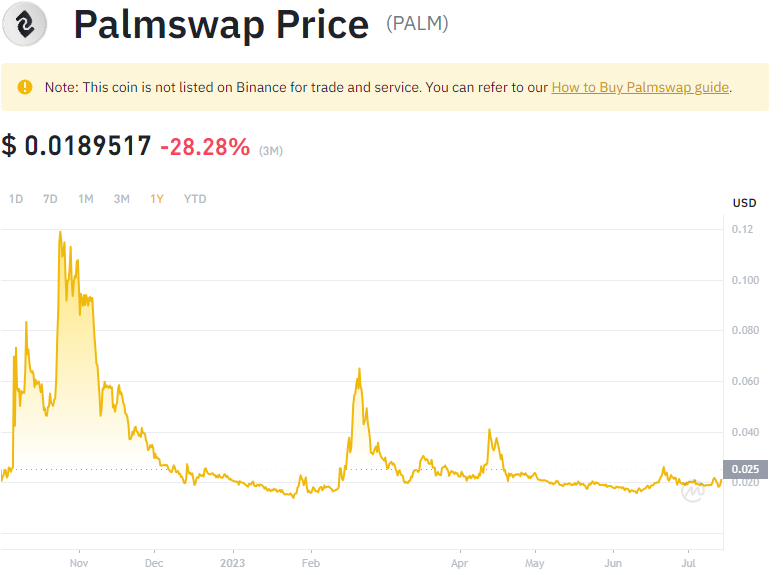 Palmswap Price (PALM)
Note: This coin is not listed on Binance for trade and service. You can refer to our How to Buy Palmswap guide.
$ 0.0189517 -28.28% (3M)
1D 7D 1M 3M 1Y YTD
USD
0.12
0.100
0.080
0.060
0.040
0.025
0.020
Nov Dec 2023 Feb Apr May Jun Jul